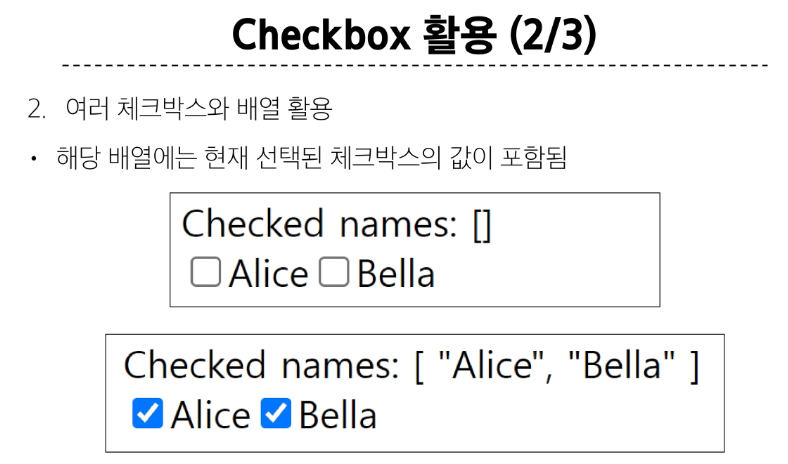 Checkbox 활용 (2/3)
2. 여러 체크박스와 배열 활용
• 해당 배열에는 현재 선택된 체크박스의 값이 포함됨
Checked names: []
Alice Bella
Checked names: [ "Alice", "Bella" ]
Alice Bella